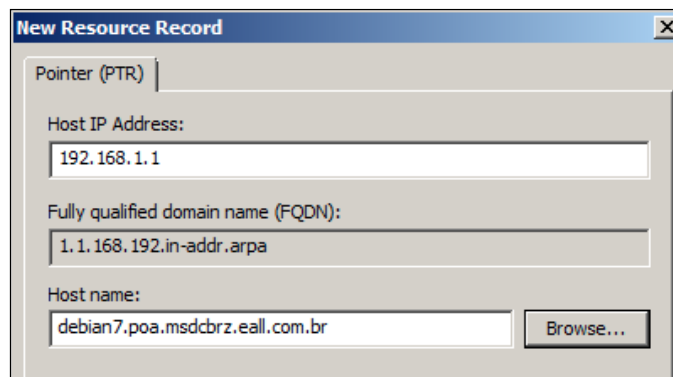 New Resource Record
Pointer (PTR)
Host IP Address:
192.168.1.1
Fully qualified domain name (FQDN):
1.1.168.192.in-addr.arpa
Host name:
debian7.poa.msdcbrz.eall.com.br
Browse...